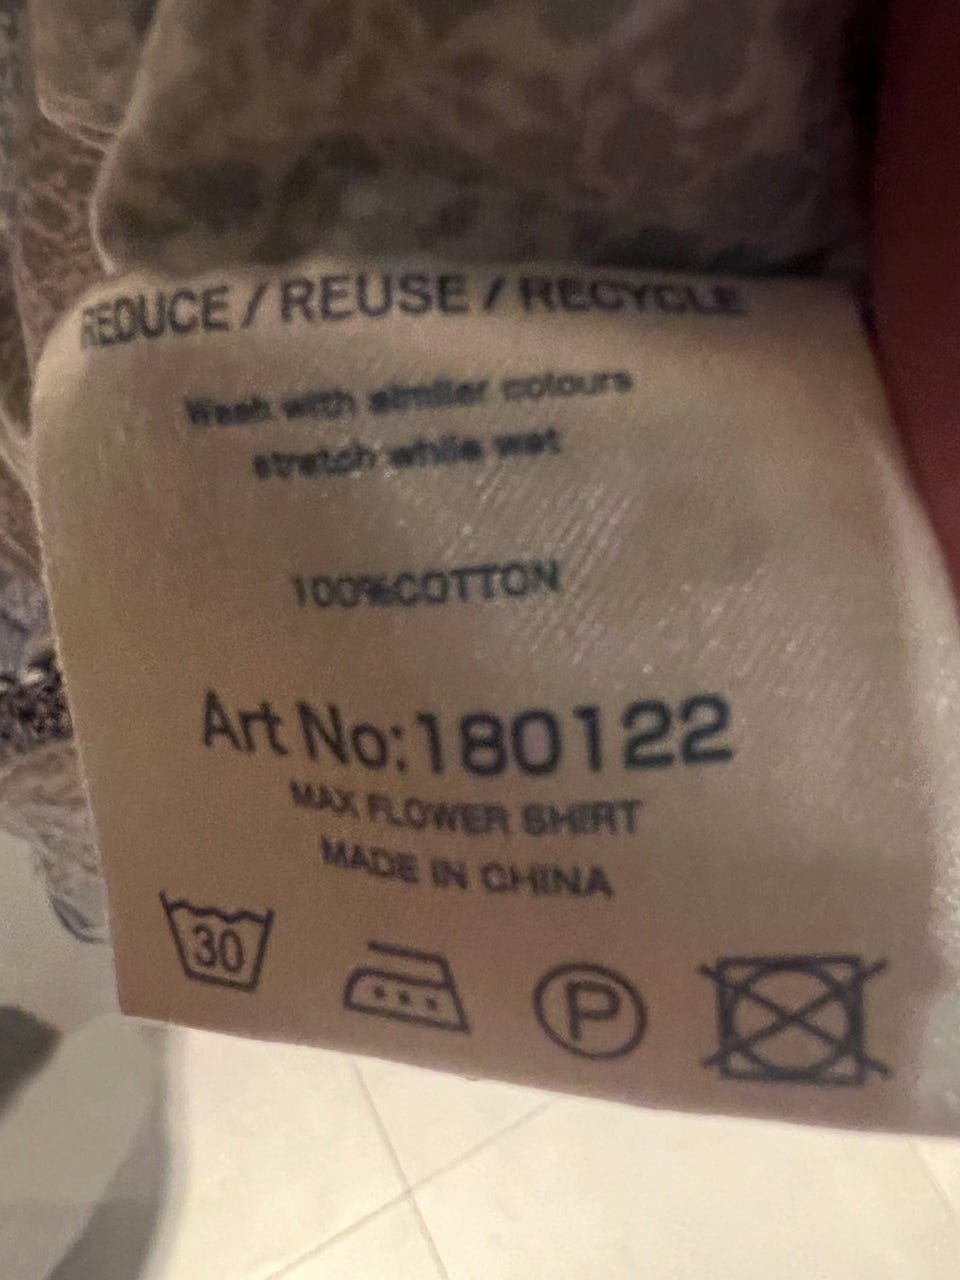 REDUCE / REUSE / RECYCLE
Wash with similar colours
stretch while wet
100%COTTON
Art No:180122
MAX FLOWER SHIRT
MADE IN CHINA
30
P